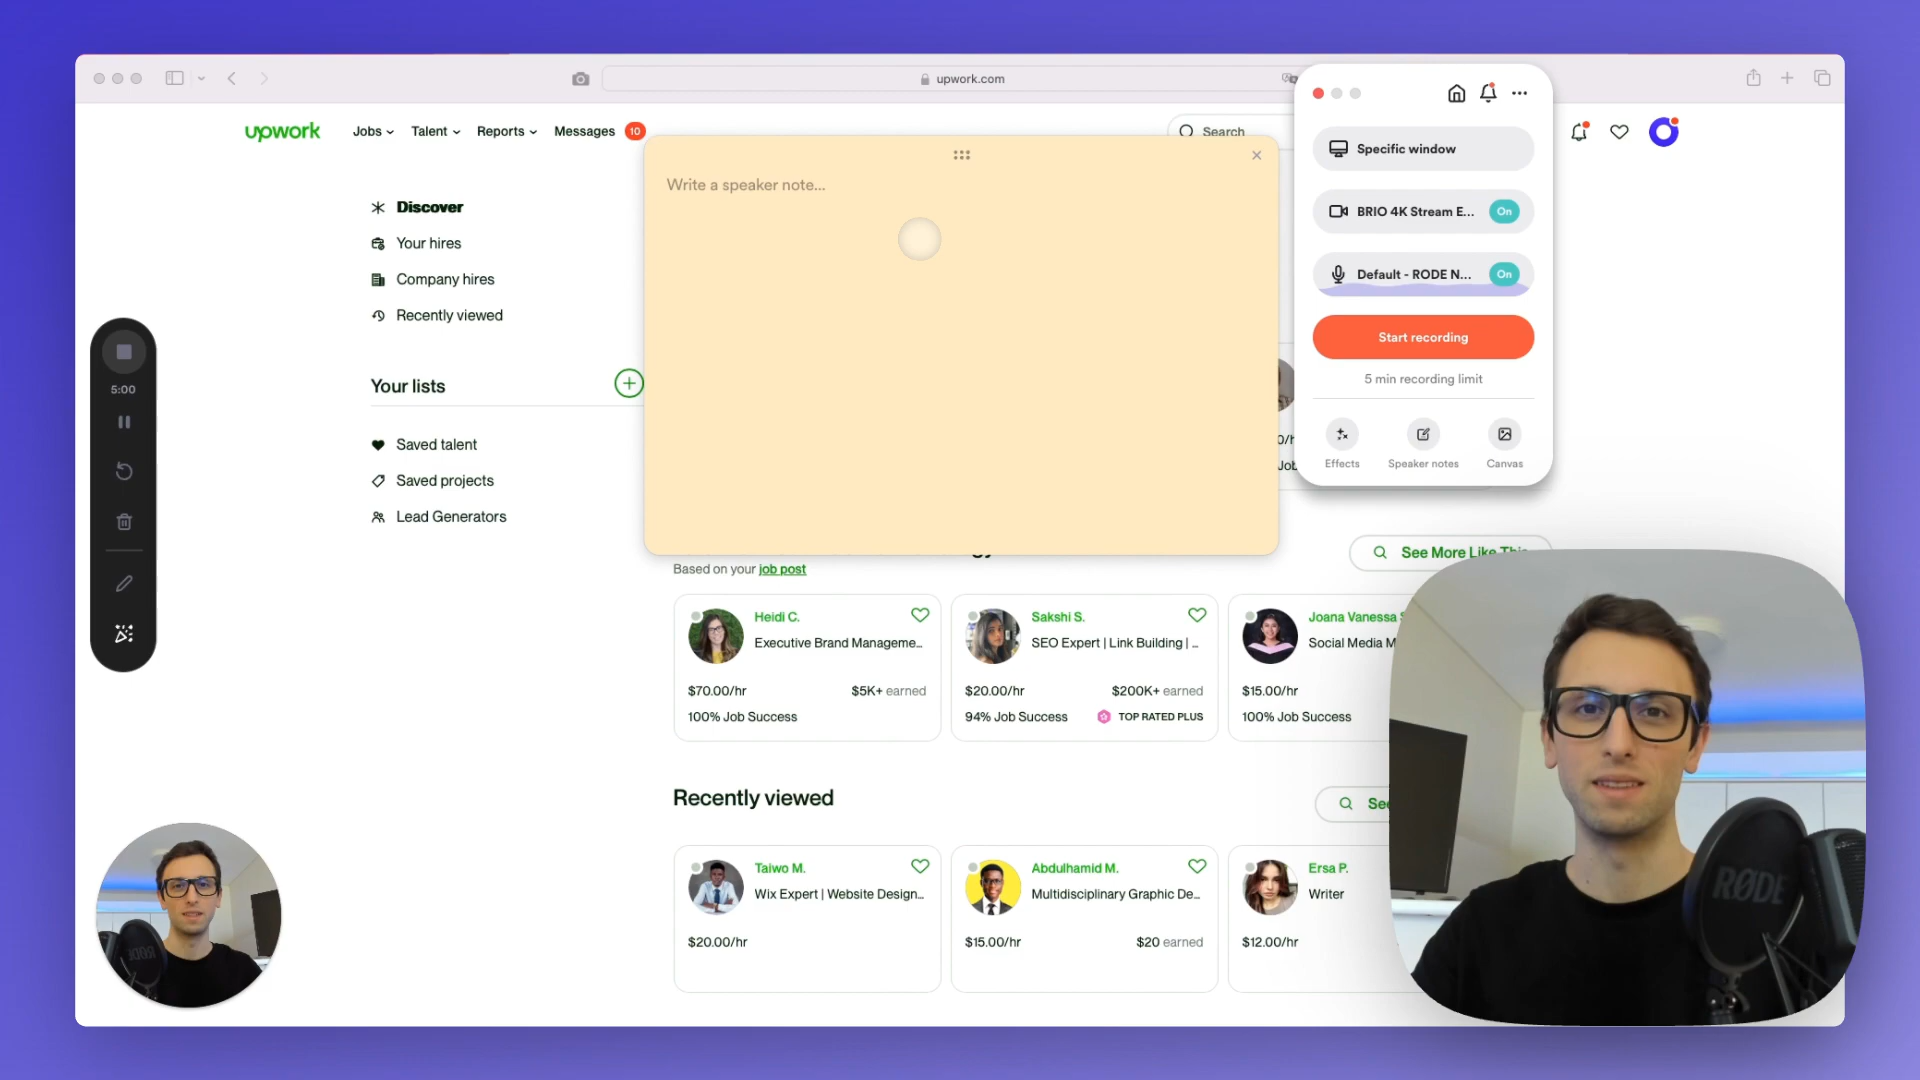 upwork.com
upwork
Jobs
Talent
Reports
Messages
10
Search
Write a speaker note...
Specific window
BRIO 4K Stream E...
On
Default - RODE N...
On
Start recording
5 min recording limit
Effects
Speaker notes
Canvas
Discover
Your hires
Company hires
Recently viewed
5:00
Your lists
Saved talent
Saved projects
Lead Generators
Based on your job post
See More Like This
Heidi C.
Executive Brand Manageme...
$70.00/hr
$5K+ earned
100% Job Success
Sakshi S.
SEO Expert | Link Building | ...
$20.00/hr
$200K+ earned
94% Job Success
TOP RATED PLUS
Joana Vanessa
Social Media M
$15.00/hr
100% Job Success
Recently viewed
Taiwo M.
Wix Expert | Website Design...
$20.00/hr
Abdulhamid M.
Multidisciplinary Graphic De...
$15.00/hr
$20 earned
Ersa P.
Writer
$12.00/hr
RØDE